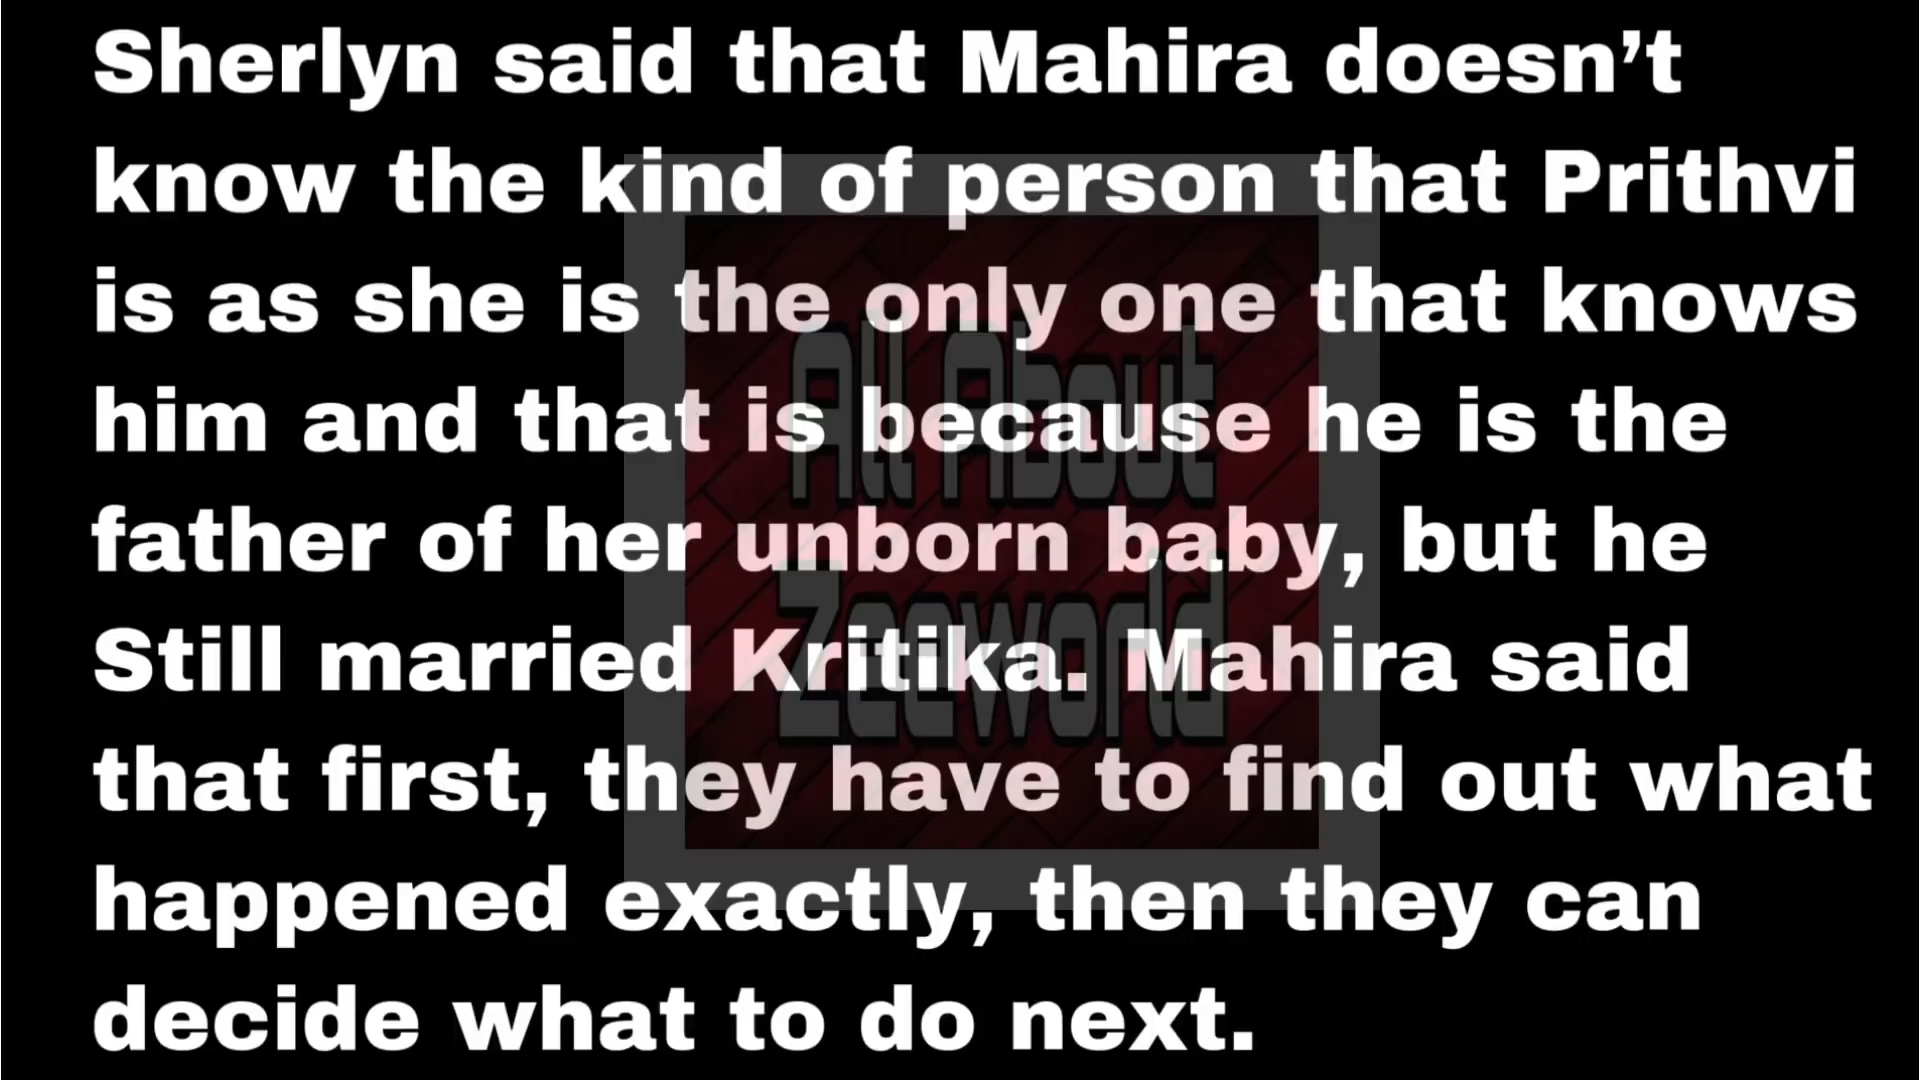 Sherlyn said that Mahira doesn’t
know the kind of person that Prithvi
is as she is the only one that knows
him and that is because he is the
father of her unborn baby, but he
Still married Kritika. Mahira said
that first, they have to find out what
happened exactly, then they can
decide what to do next.
All About
Zeeworld